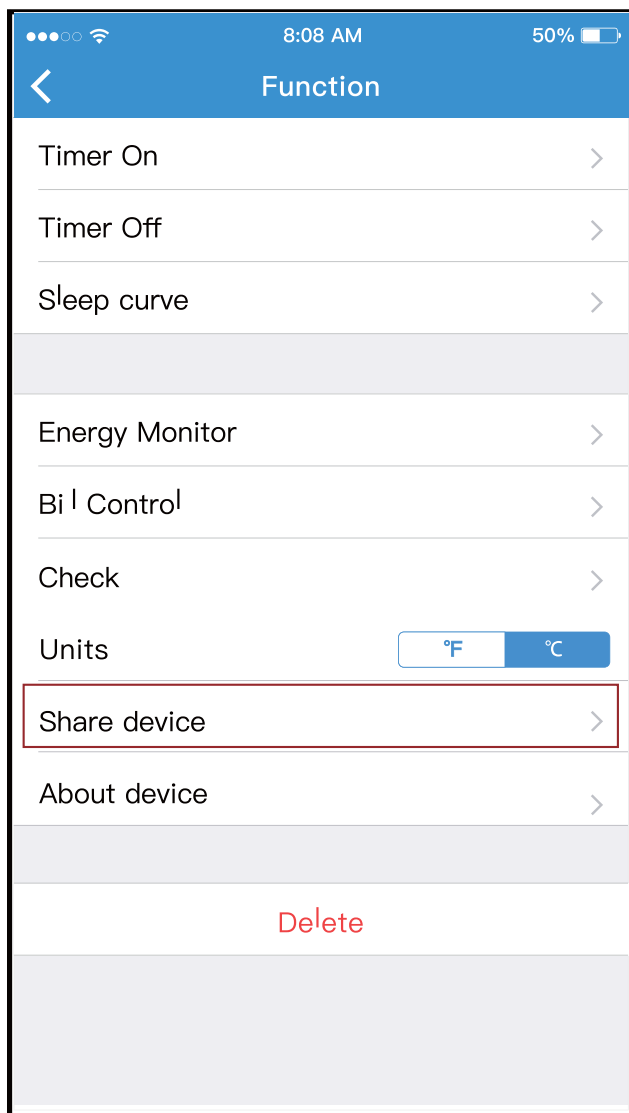 8:08 AM 50%
Function
Timer On
Timer Off
Sleep curve
Energy Monitor
Bill Control
Check
Units ℉ ℃
Share device
About device
Delete